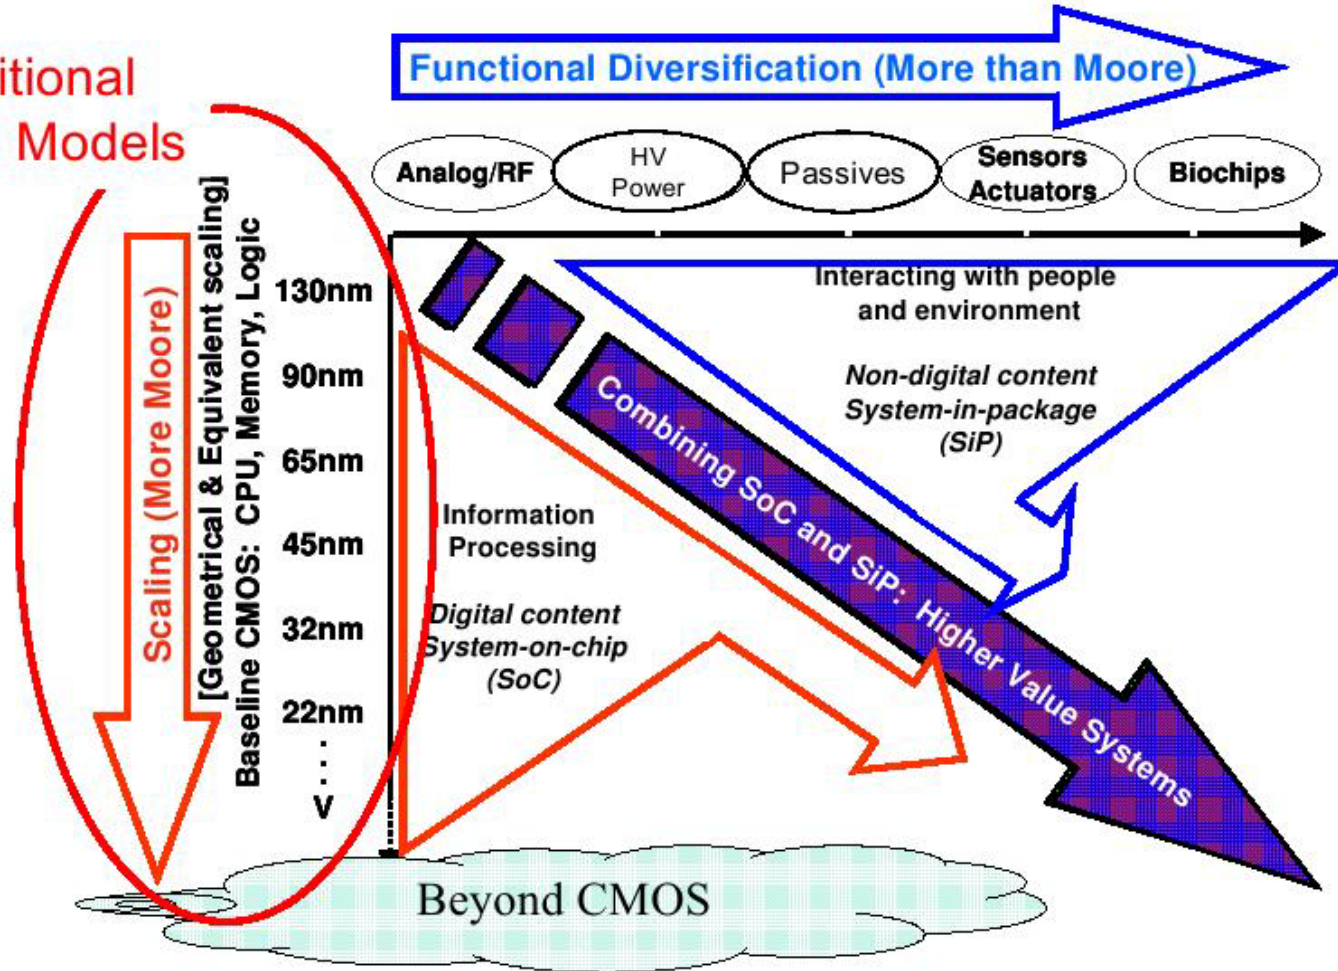 itional
Models
Functional Diversification (More than Moore)
Analog/RF
HV
Power
Passives
Sensors
Actuators
Biochips
Scaling (More Moore)
[Geometrical & Equivalent scaling]
Baseline CMOS: CPU, Memory, Logic
130nm
90nm
65nm
45nm
32nm
22nm
V
Interacting with people
and environment
Non-digital content
System-in-package
(SiP)
Combining SoC and SiP: Higher Value Systems
Information
Processing
Digital content
System-on-chip
(SoC)
Beyond CMOS